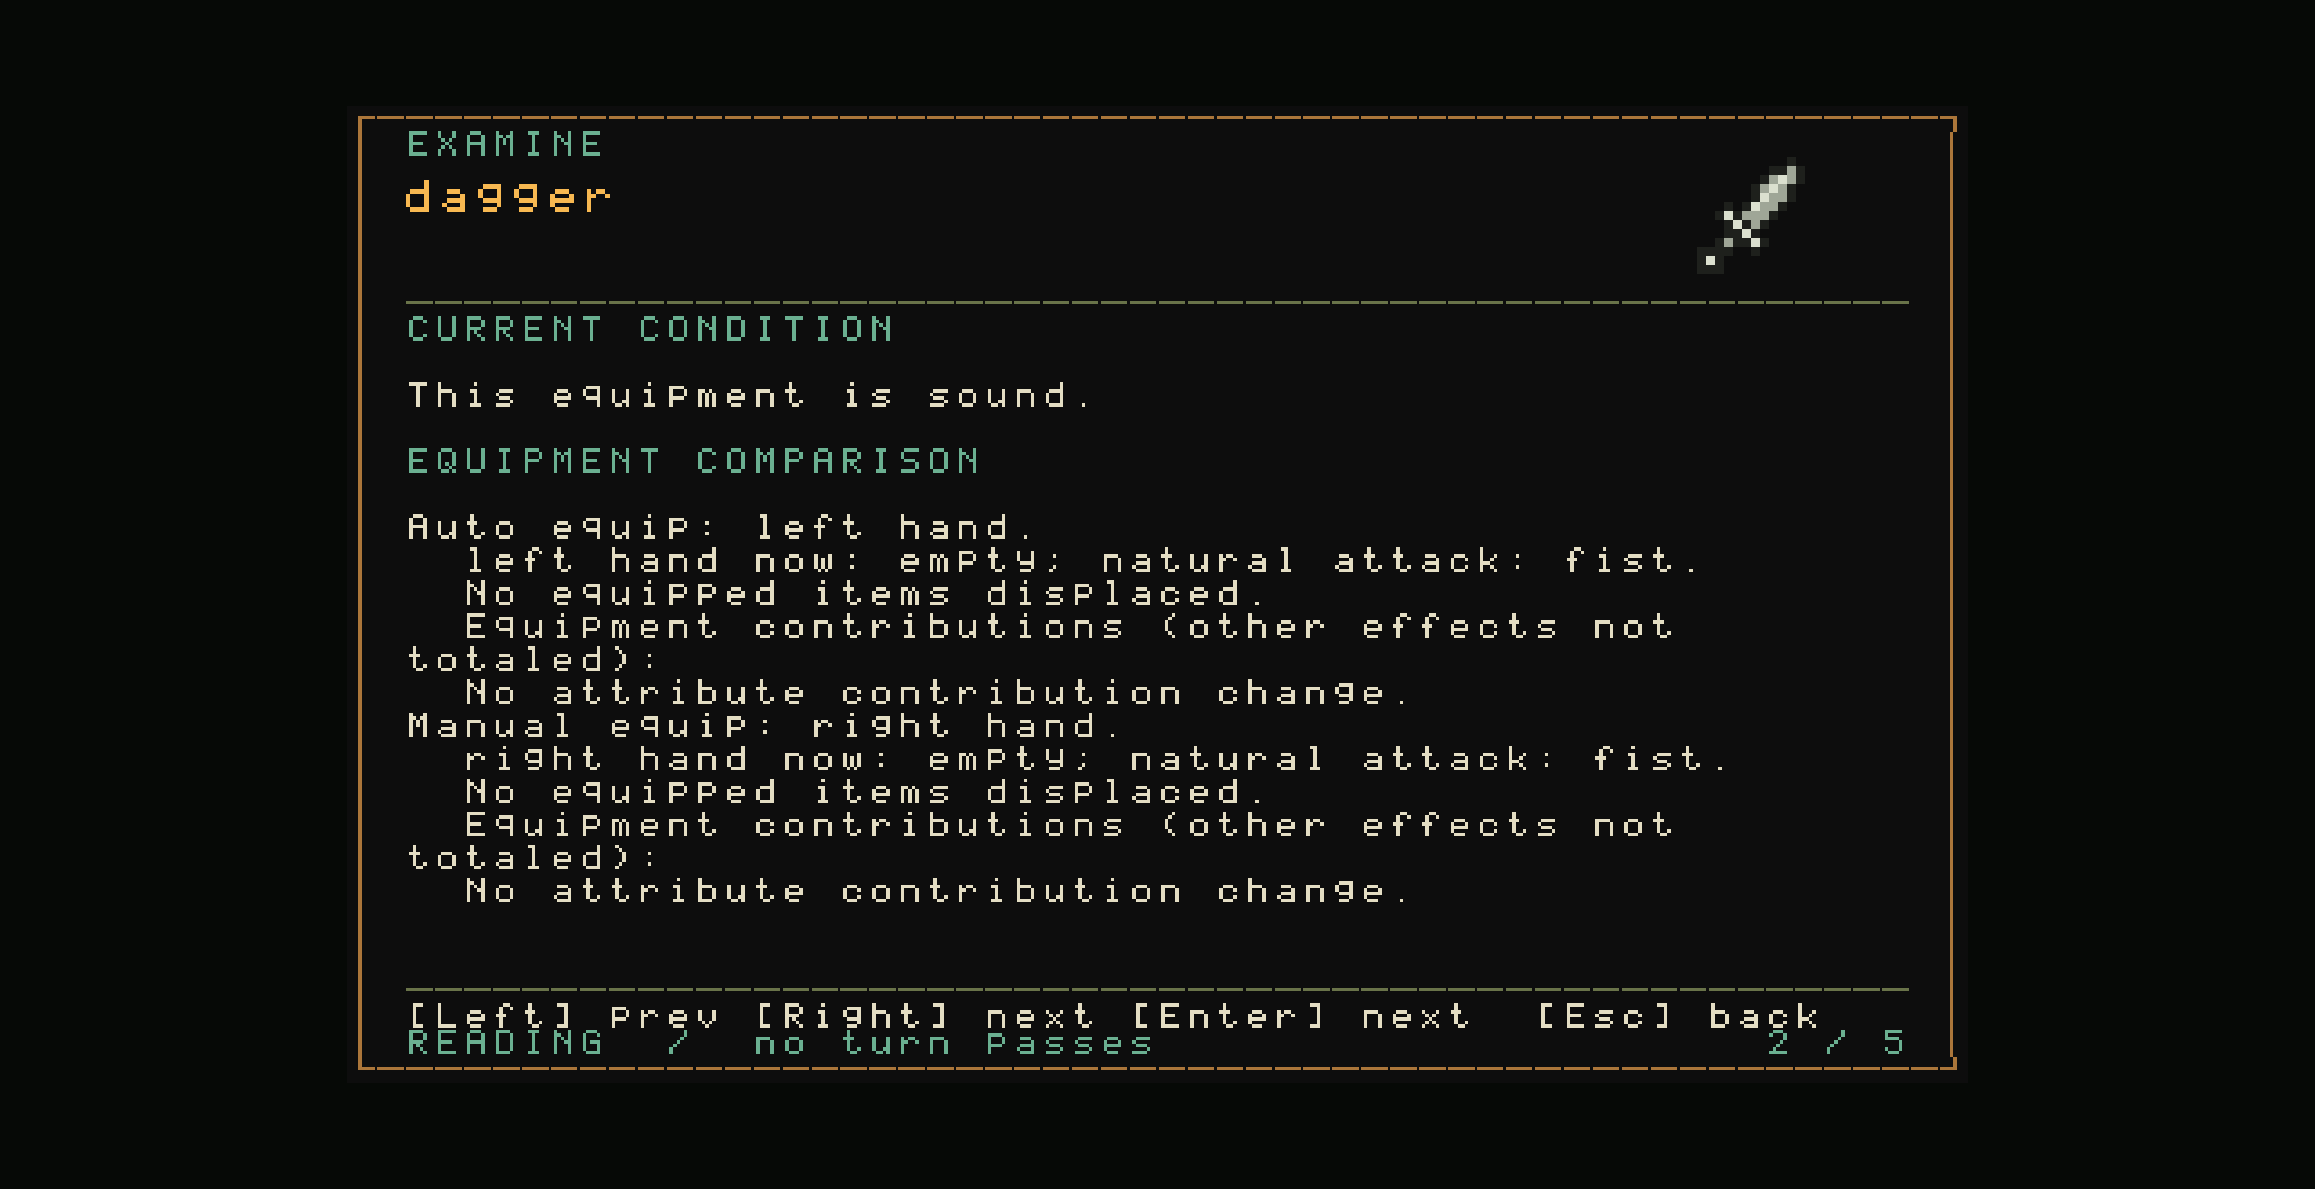 EXAMINE
dagger
CURRENT CONDITION
This equipment is sound.
EQUIPMENT COMPARISON
Auto equip: left hand.
left hand now: empty; natural attack: fist.
No equipped items displaced.
Equipment contributions (other effects not
totaled):
No attribute contribution change.
Manual equip: right hand.
right hand now: empty; natural attack: fist.
No equipped items displaced.
Equipment contributions (other effects not
totaled):
No attribute contribution change.
[Left] prev [Right] next [Enter] next [Esc] back
READING / no turn passes 2 / 5